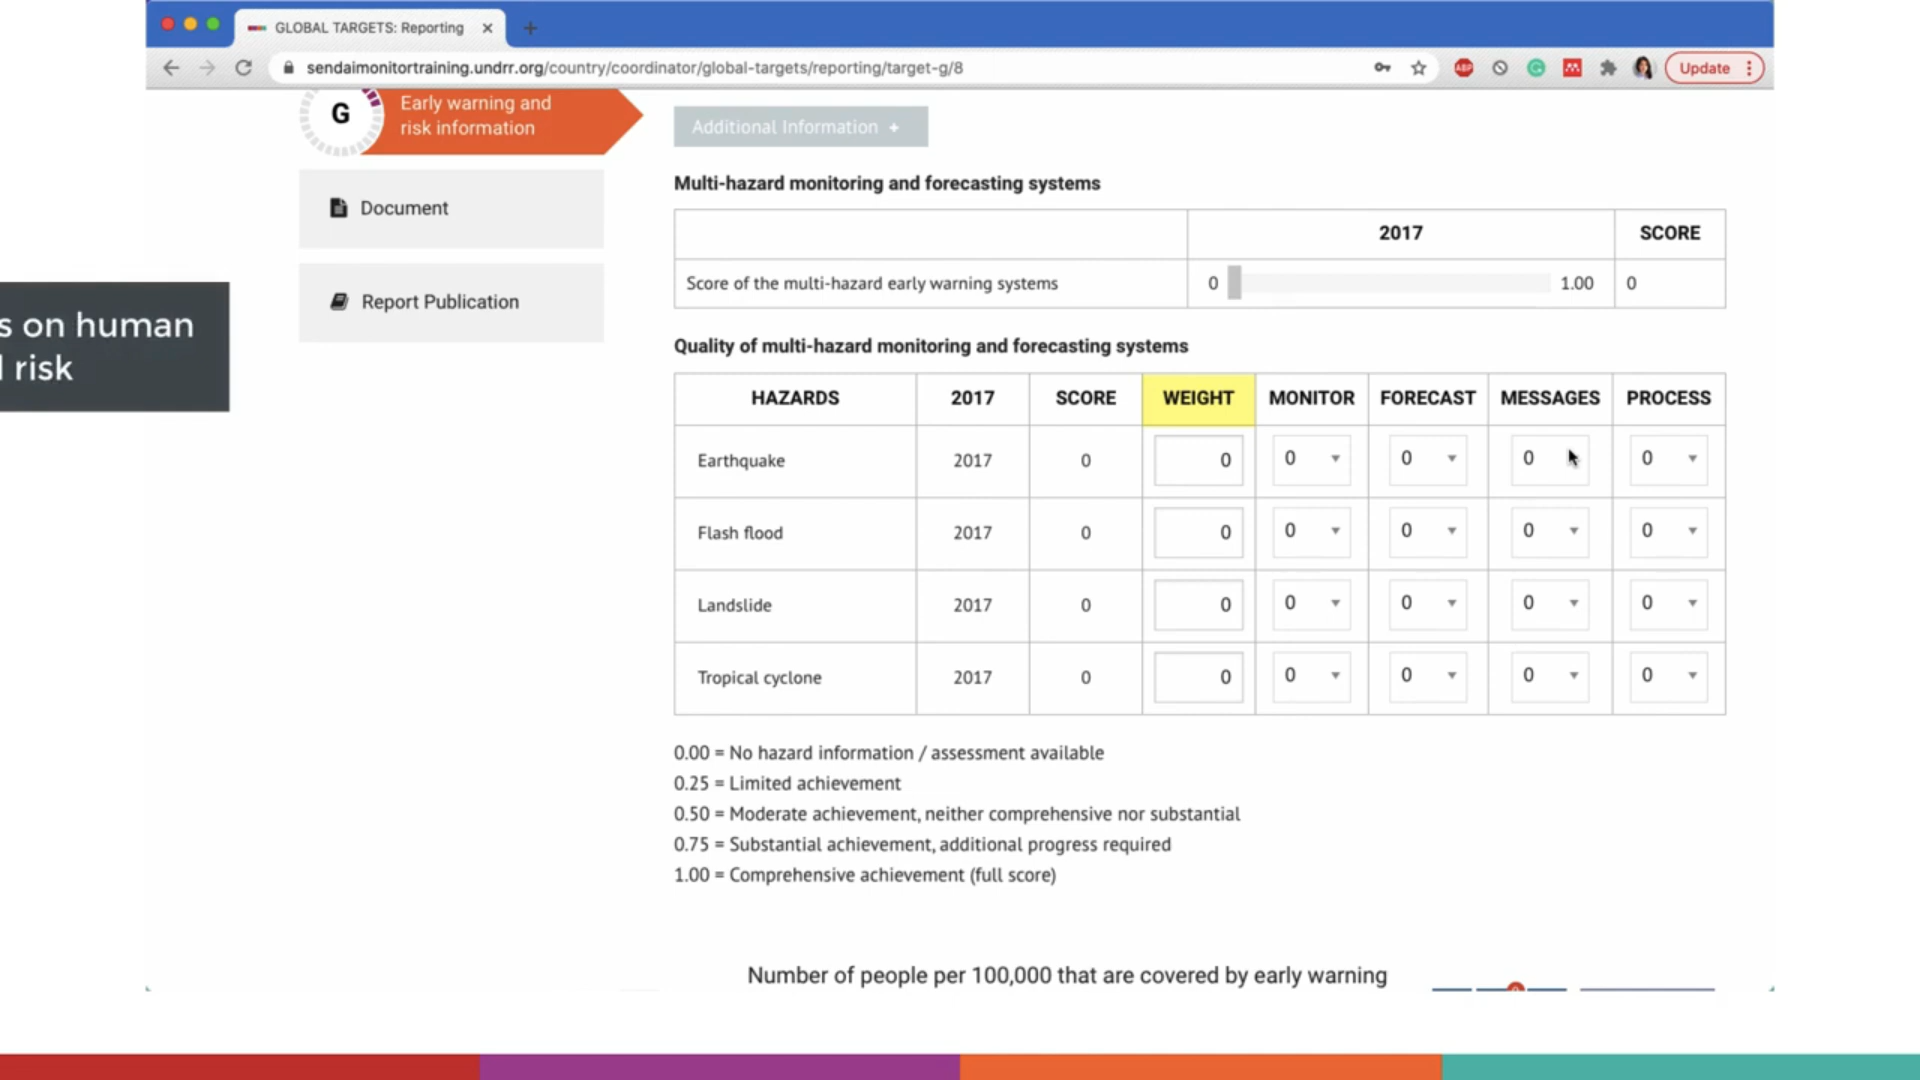 GLOBAL TARGETS: Reporting
sendaimonitortraining.undrr.org/country/coordinator/global-targets/reporting/target-g/8
ABP
Update
G
Early warning and
risk information
Document
Report Publication
s on human
risk
Additional Information +
Multi-hazard monitoring and forecasting systems
2017 SCORE
Score of the multi-hazard early warning systems 0 1.00 0
Quality of multi-hazard monitoring and forecasting systems
HAZARDS 2017 SCORE WEIGHT MONITOR FORECAST MESSAGES PROCESS
Earthquake 2017 0 0 0 0 0 0
Flash flood 2017 0 0 0 0 0 0
Landslide 2017 0 0 0 0 0 0
Tropical cyclone 2017 0 0 0 0 0 0
0.00 = No hazard information / assessment available
0.25 = Limited achievement
0.50 = Moderate achievement, neither comprehensive nor substantial
0.75 = Substantial achievement, additional progress required
1.00 = Comprehensive achievement (full score)
Number of people per 100,000 that are covered by early warning